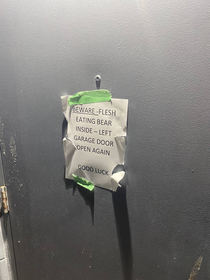 BEWARE -FLESH
EATING BEAR
INSIDE – LEFT
GARAGE DOOR
OPEN AGAIN
GOOD LUCK